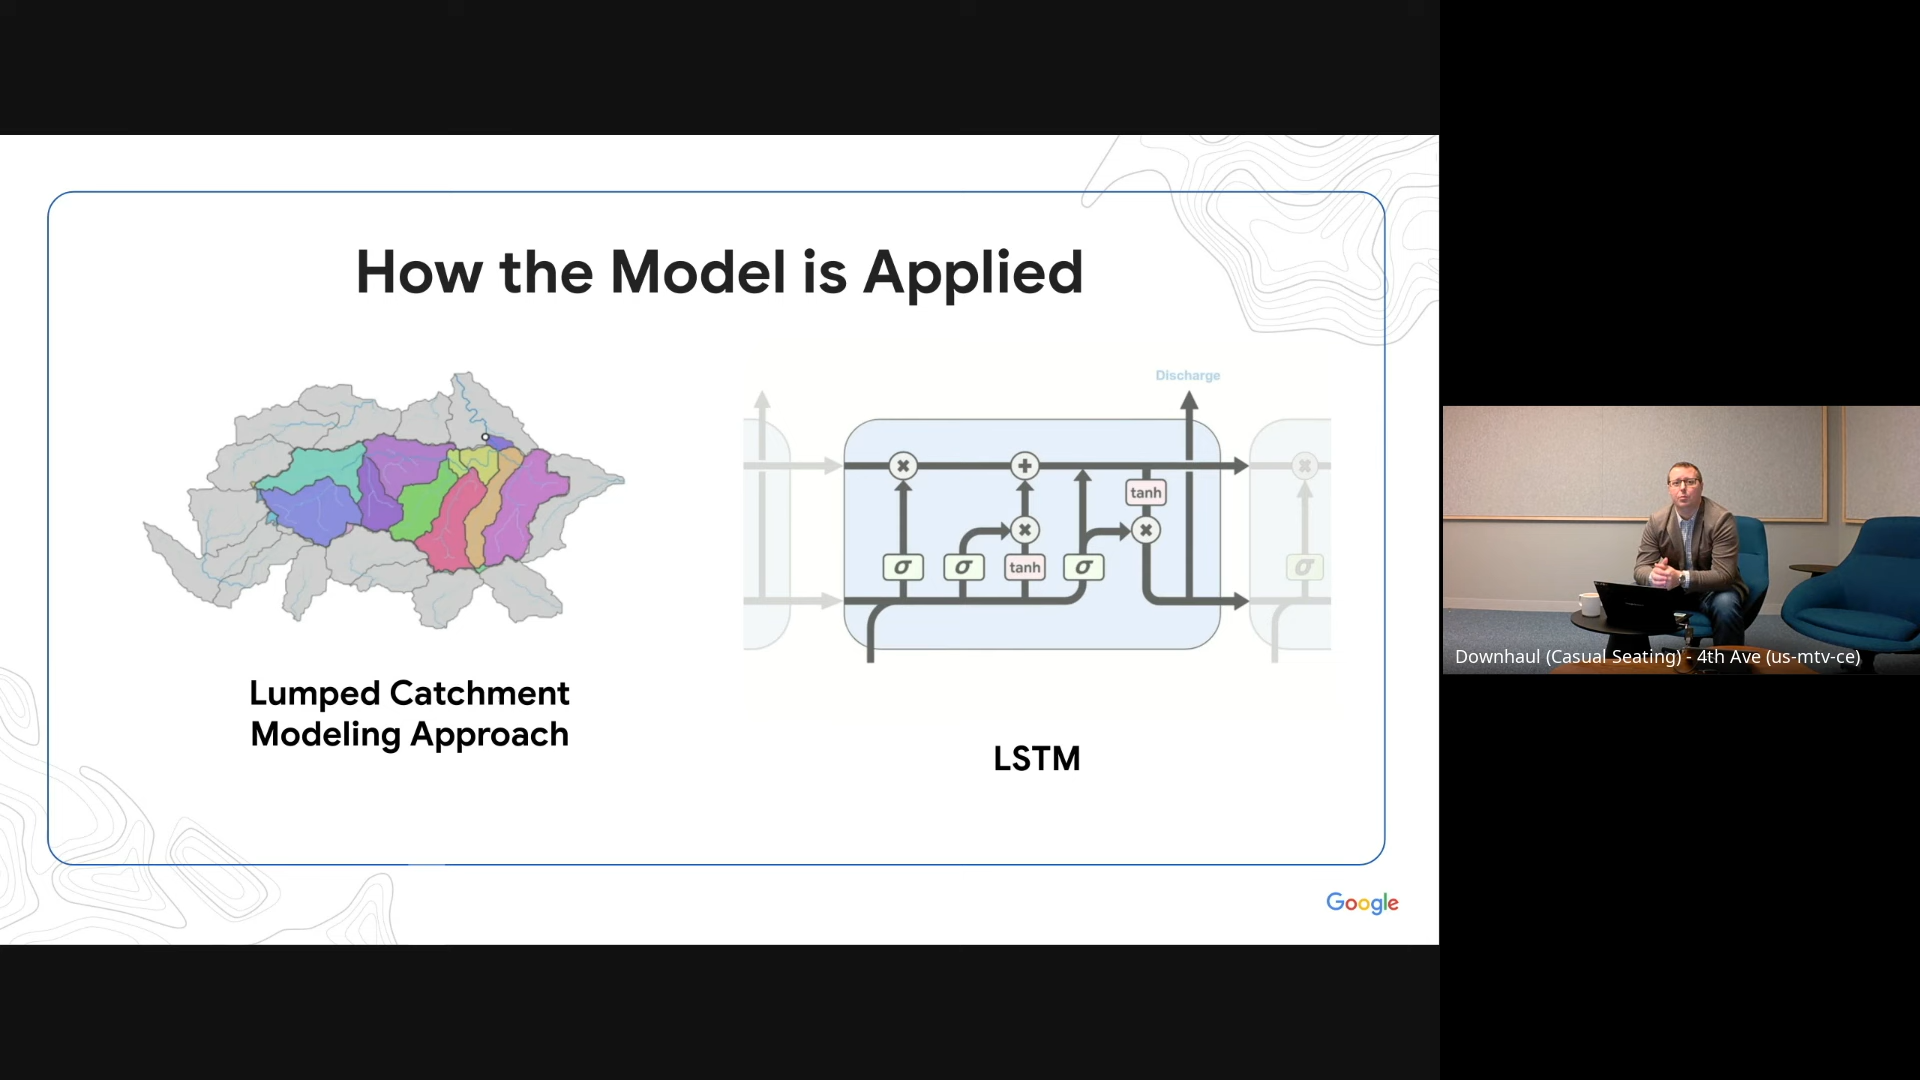 How the Model is Applied
Discharge
tanh
σ
σ
tanh
σ
σ
Lumped Catchment
Modeling Approach
LSTM
Google
Downhaul (Casual Seating) - 4th Ave (us-mtv-ce)